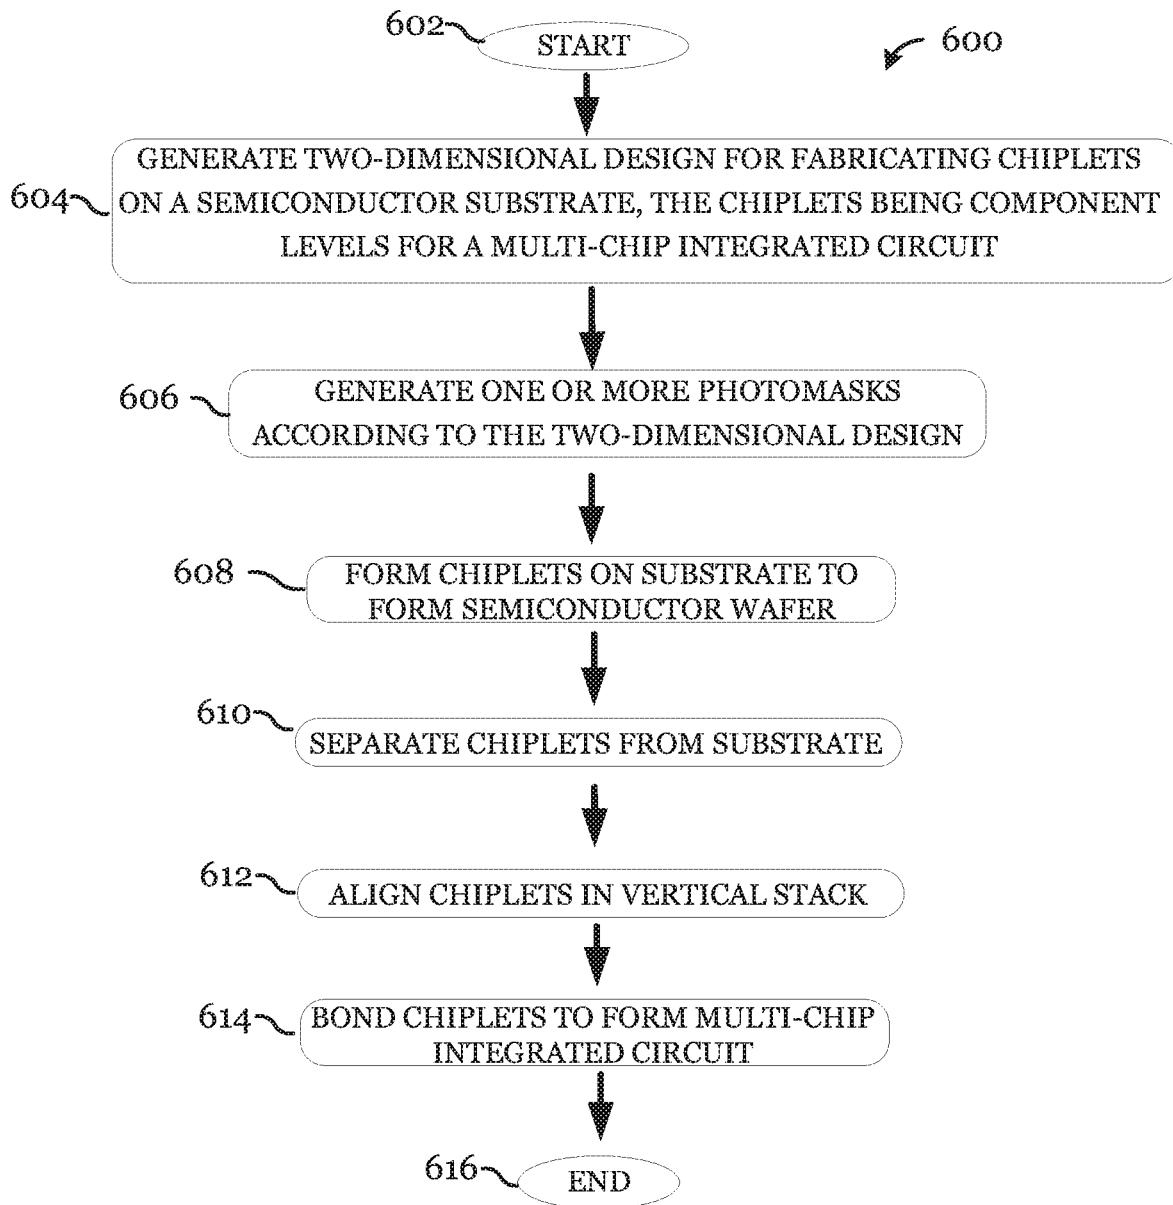 602
START
600
604
GENERATE TWO-DIMENSIONAL DESIGN FOR FABRICATING CHIPLETS
ON A SEMICONDUCTOR SUBSTRATE, THE CHIPLETS BEING COMPONENT
LEVELS FOR A MULTI-CHIP INTEGRATED CIRCUIT
606
GENERATE ONE OR MORE PHOTOMASKS
ACCORDING TO THE TWO-DIMENSIONAL DESIGN
608
FORM CHIPLETS ON SUBSTRATE TO
FORM SEMICONDUCTOR WAFER
610
SEPARATE CHIPLETS FROM SUBSTRATE
612
ALIGN CHIPLETS IN VERTICAL STACK
614
BOND CHIPLETS TO FORM MULTI-CHIP
INTEGRATED CIRCUIT
616
END